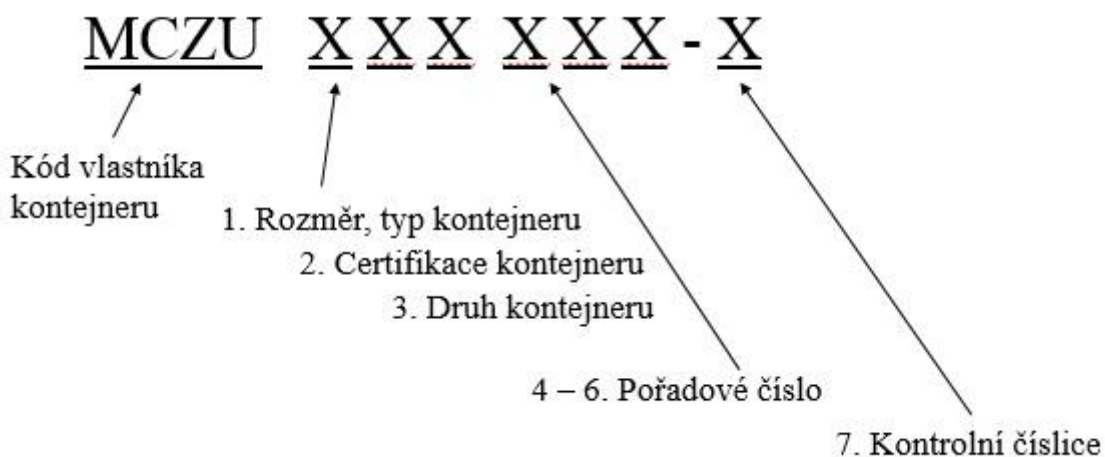 MCZU X X X X X X - X
Kód vlastníka
kontejneru
1. Rozměr, typ kontejneru
2. Certifikace kontejneru
3. Druh kontejneru
4 – 6. Pořadové číslo
7. Kontrolní číslice